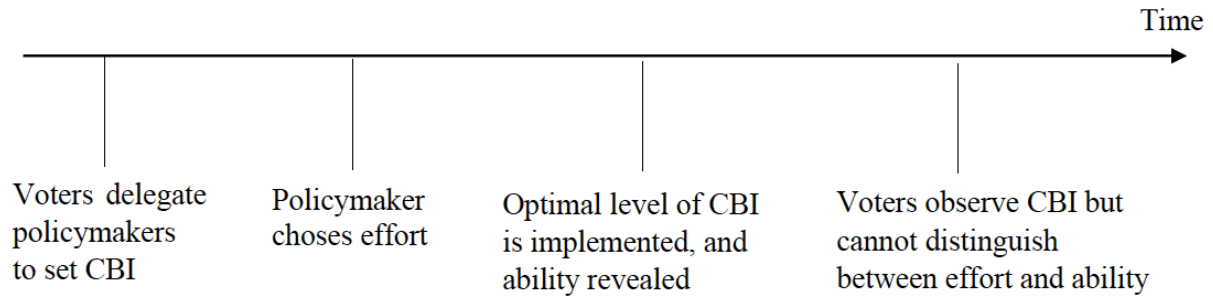 Time
Voters delegate
policymakers
to set CBI
Policymaker
choses effort
Optimal level of CBI
is implemented, and
ability revealed
Voters observe CBI but
cannot distinguish
between effort and ability